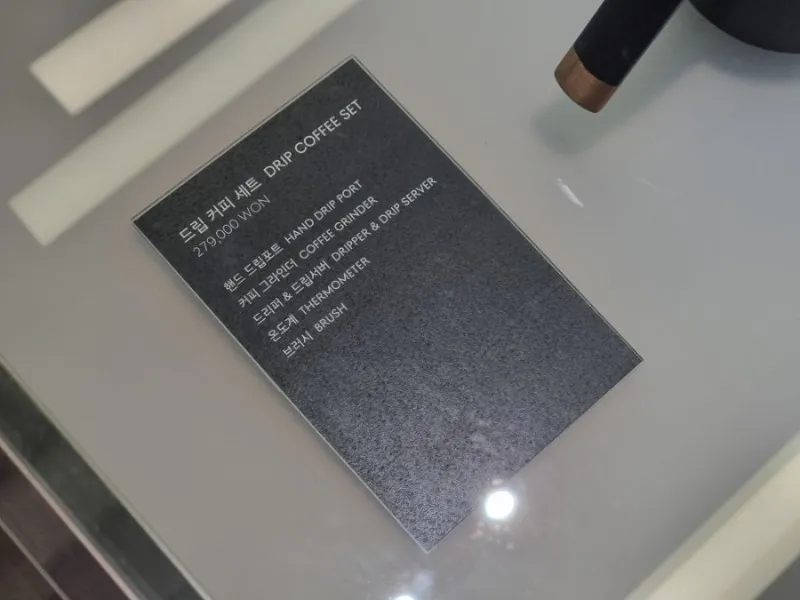 드립 커피 세트 DRIP COFFEE SET
279,000 WON
핸드 드립포트 HAND DRIP PORT
커피 그라인더 COFFEE GRINDER
드리퍼 & 드립서버 DRIPPER & DRIP SERVER
온도계 THERMOMETER
브러시 BRUSH